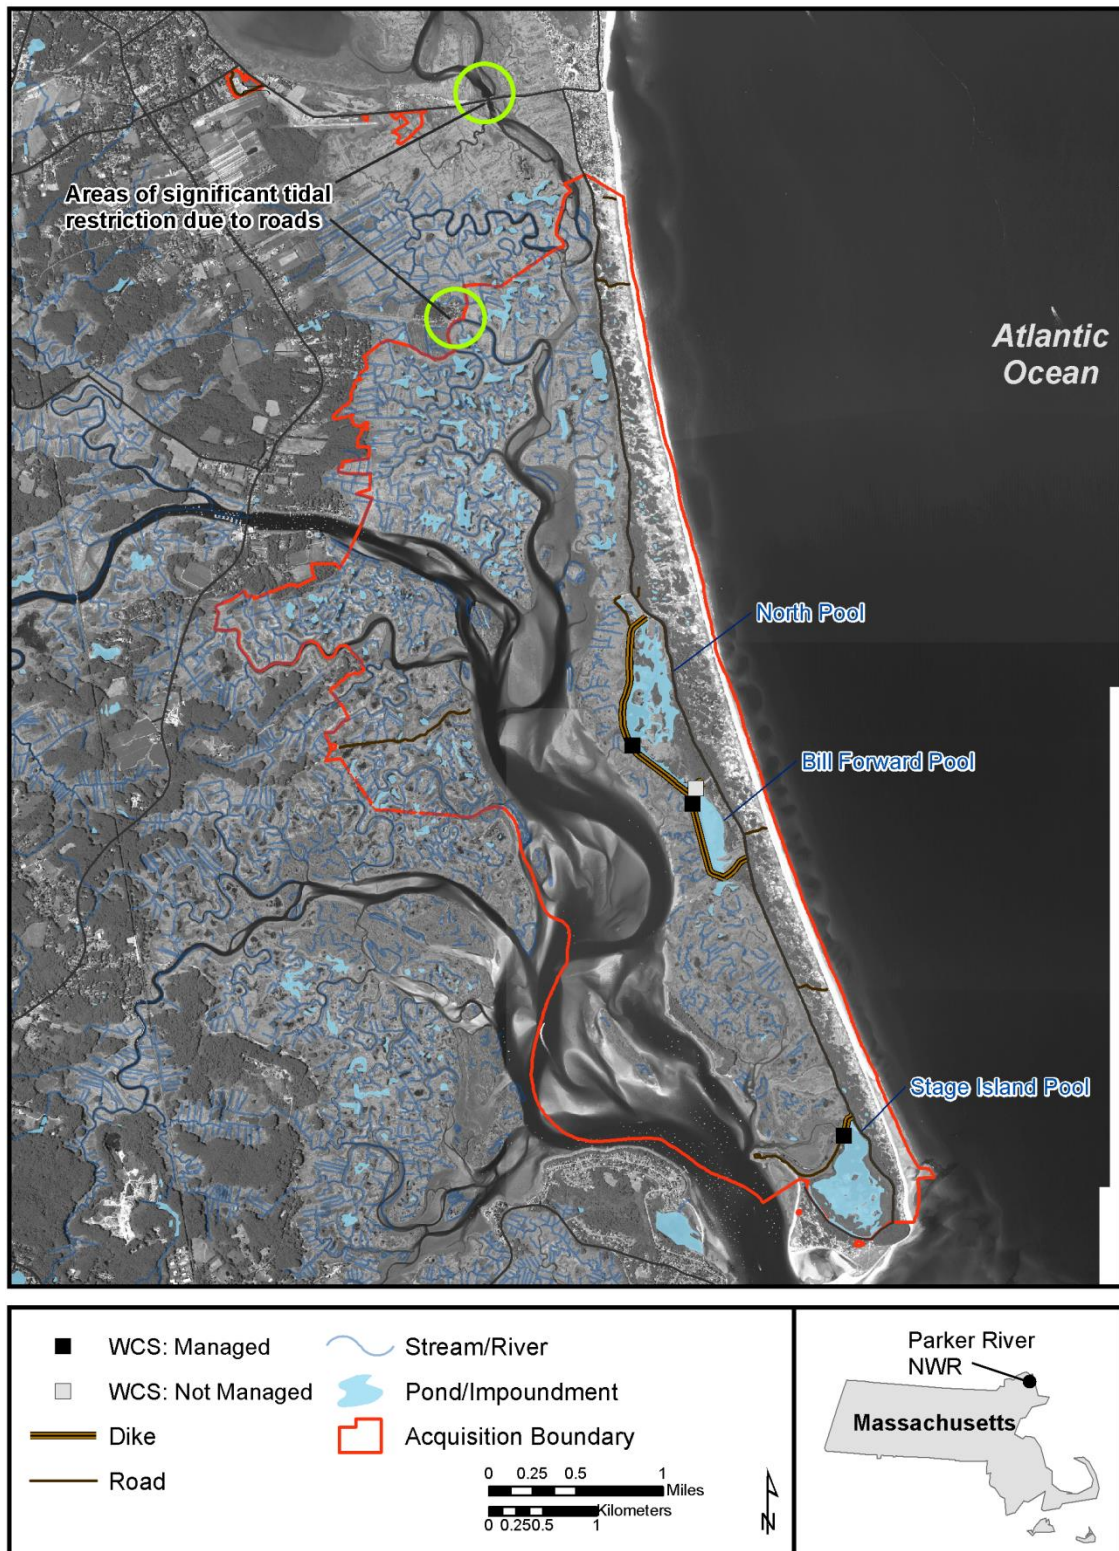 Areas of significant tidal
restriction due to roads
Atlantic
Ocean
North Pool
Bill Forward Pool
Stage Island Pool
WCS: Managed
WCS: Not Managed
Dike
Road
Stream/River
Pond/Impoundment
Acquisition Boundary
0 0.25 0.5 1
Miles
Kilometers
0 0.25 0.5 1
N
Parker River
NWR
Massachusetts